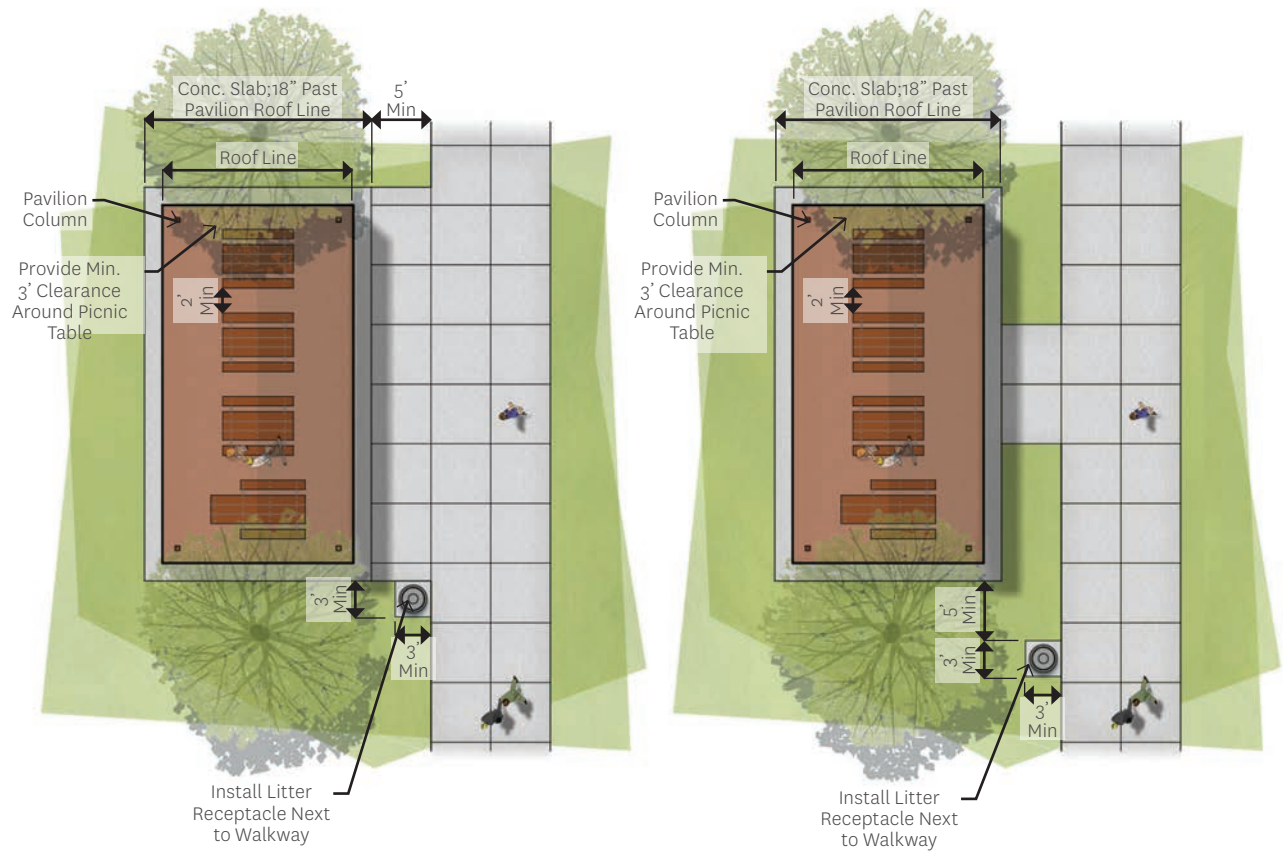 Conc. Slab;18” Past
Pavilion Roof Line
5’
Min
Roof Line
Pavilion
Column
Provide Min.
3’ Clearance
Around Picnic
Table
2’
Min
3’
Min
3’
Min
Install Litter
Receptacle Next
to Walkway
Conc. Slab;18” Past
Pavilion Roof Line
Roof Line
Pavilion
Column
Provide Min.
3’ Clearance
Around Picnic
Table
2’
Min
5’
Min
3’
Min
3’
Min
Install Litter
Receptacle Next
to Walkway